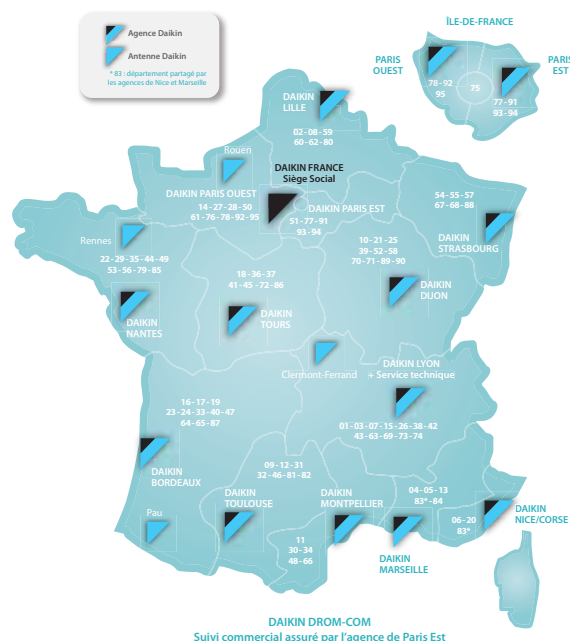 Agence Daikin
Antenne Daikin
* 83 : département partagé par
les agences de Nice et Marseille
ÎLE-DE-FRANCE
PARIS
OUEST
PARIS
EST
78 - 92
95
75
77 - 91
93 - 94
DAIKIN
LILLE
02 - 08 - 59
60 - 62 - 80
Rouen
DAIKIN FRANCE
Siège Social
DAIKIN PARIS OUEST
14 - 27 - 28 - 50
61 - 76 - 78 - 92 - 95
DAIKIN PARIS EST
51 - 77 - 91
93 - 94
54 - 55 - 57
67 - 68 - 88
DAIKIN
STRASBOURG
Rennes
22 - 29 - 35 - 44 - 49
53 - 56 - 79 - 85
DAIKIN
NANTES
18 - 36 - 37
41 - 45 - 72 - 86
DAIKIN
TOURS
10 - 21 - 25
39 - 52 - 58
70 - 71 - 89 - 90
DAIKIN
DIJON
Clermont-Ferrand
DAIKIN LYON
+ Service technique
01 - 03 - 07 - 15 - 26 - 38 - 42
43 - 63 - 69 - 73 - 74
16 - 17 - 19
23 - 24 - 33 - 40 - 47
64 - 65 - 87
DAIKIN
BORDEAUX
Pau
09 - 12 - 31
32 - 46 - 81 - 82
DAIKIN
TOULOUSE
DAIKIN
MONTPELLIER
11
30 - 34
48 - 66
04 - 05 - 13
83* - 84
DAIKIN
MARSEILLE
06 - 20
83*
DAIKIN
NICE/CORSE
DAIKIN DROM-COM
Suivi commercial assuré par l'agence de Paris Est